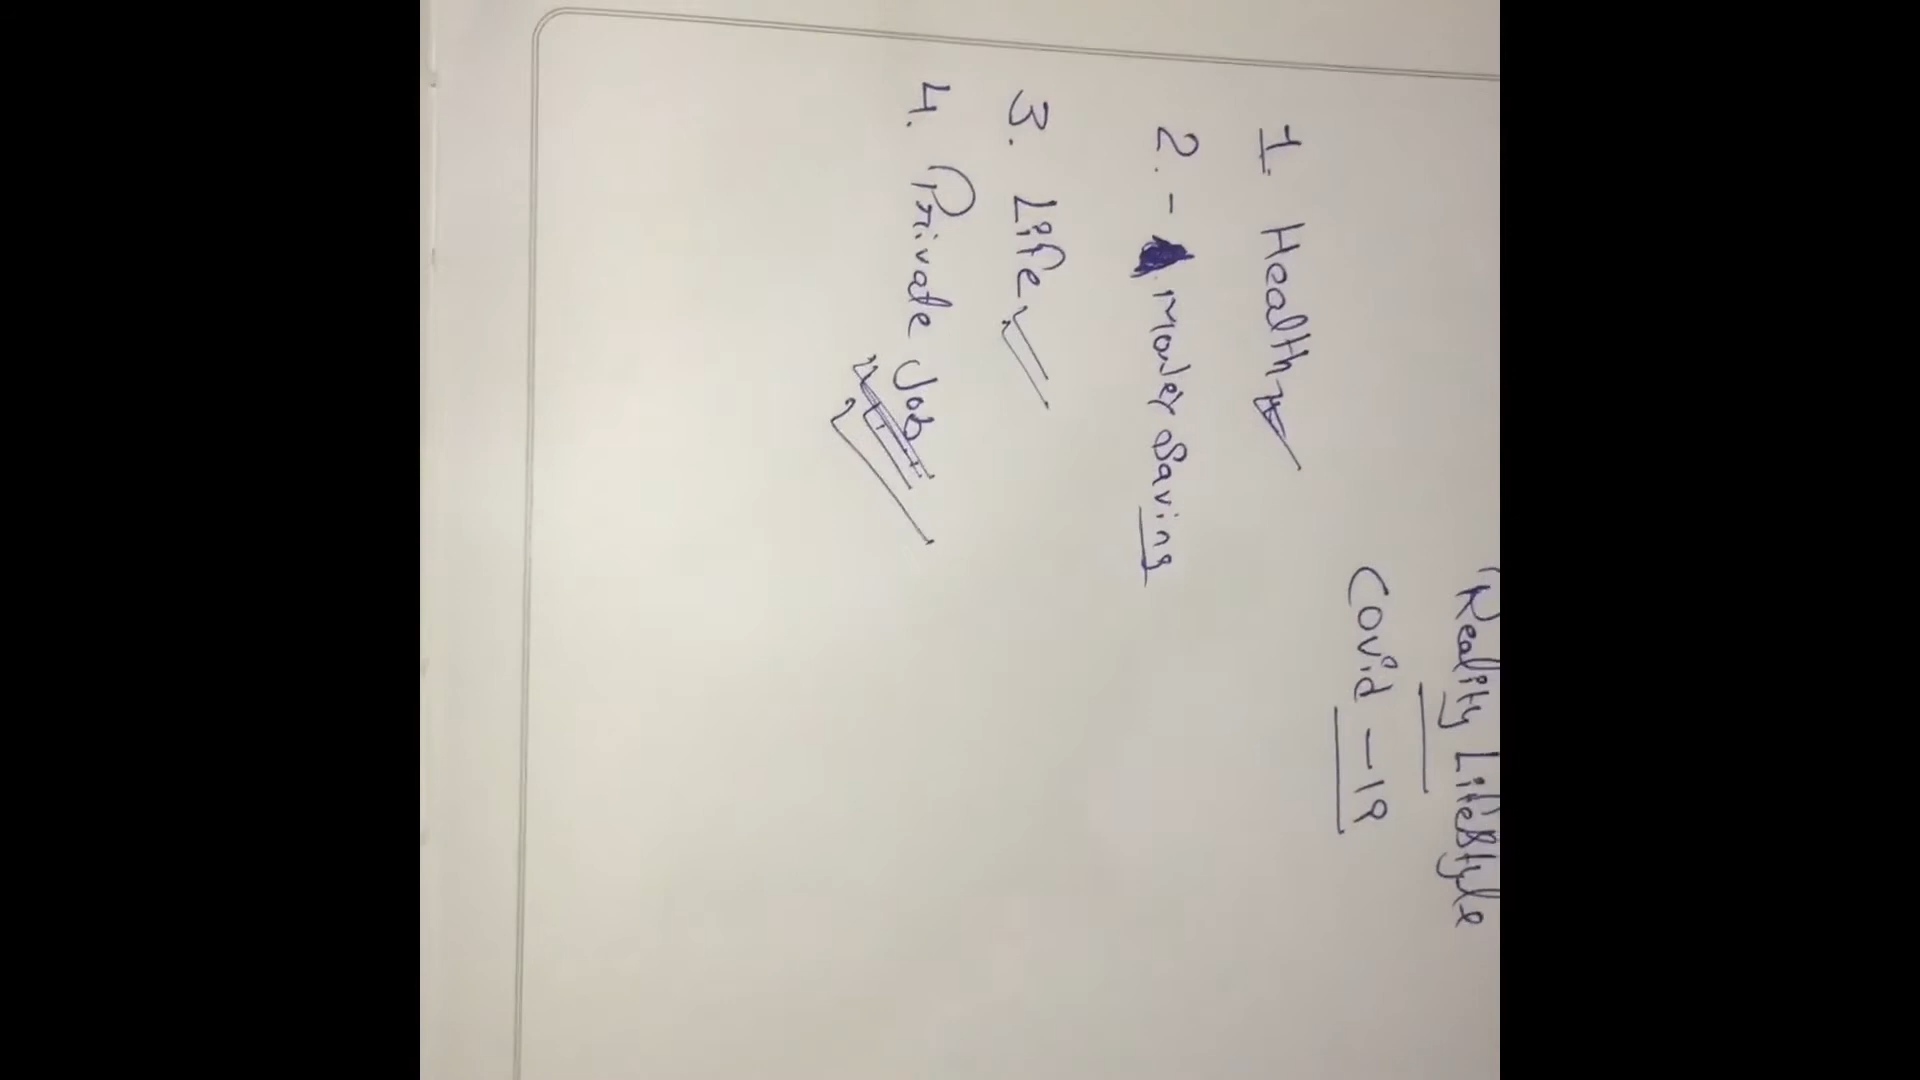 Reality Lifestyle
Covid-19
1. Health
2.- Money Saving
3. Life
4. Private Job